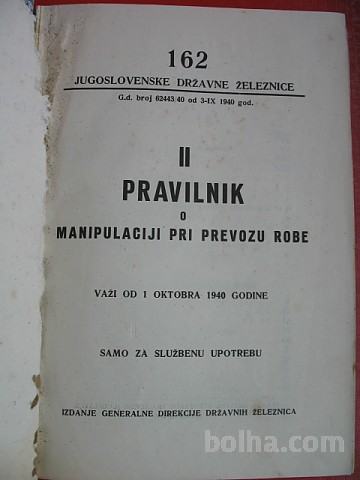 162
JUGOSLOVENSKE DRŽAVNE ŽELEZNICE
G.d. broj 62443/40 od 3-IX 1940 god.
II
PRAVILNIK
O
MANIPULACIJI PRI PREVOZU ROBE
VAŽI OD 1 OKTOBRA 1940 GODINE
SAMO ZA SLUŽBENU UPOTREBU
IZDANJE GENERALNE DIREKCIJE DRŽAVNIH ŽELEZNICA
bolha.com